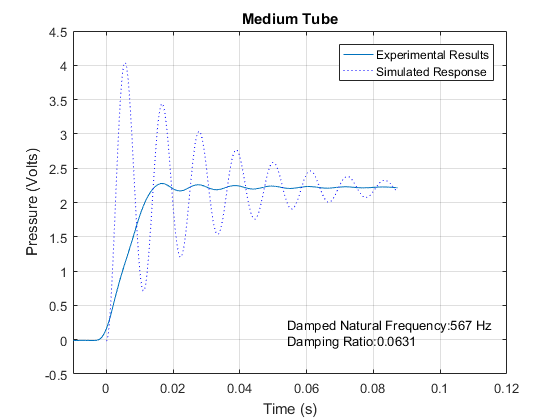 Medium Tube
4.5
4
3.5
3
2.5
2
1.5
1
0.5
0
-0.5
Pressure (Volts)
Experimental Results
Simulated Response
Damped Natural Frequency:567 Hz
Damping Ratio:0.0631
0 0.02 0.04 0.06 0.08 0.1 0.12
Time (s)